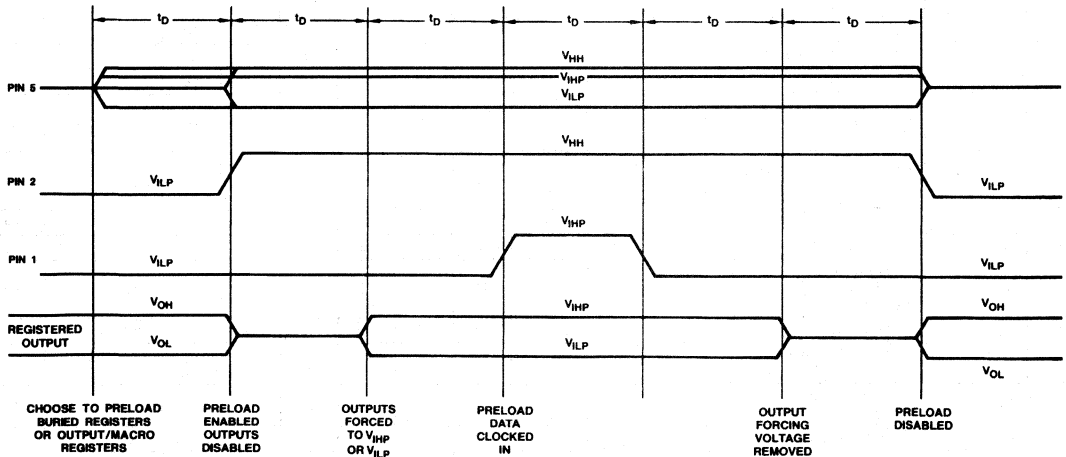 tD tD tD tD tD tD
VHH
PIN 5 VIHP
VILP
VHH
PIN 2 VILP VILP
VIHP
PIN 1 VILP VILP
VOH VIHP VOH
REGISTERED
OUTPUT VOL VILP
VOL
CHOOSE TO PRELOAD
BURIED REGISTERS
OR OUTPUT/MACRO
REGISTERS
PRELOAD
ENABLED
OUTPUTS
DISABLED
OUTPUTS
FORCED
TO VIHP
OR VILP
PRELOAD
DATA
CLOCKED
IN
OUTPUT
FORCING
VOLTAGE
REMOVED
PRELOAD
DISABLED